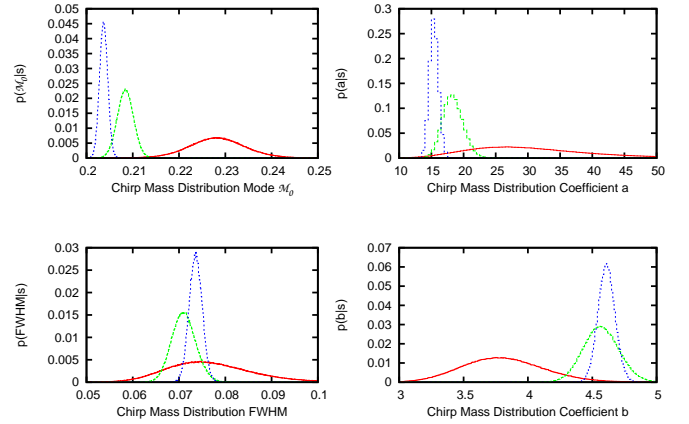 0.05
0.045
0.04
0.035
0.03
0.025
0.02
0.015
0.01
0.005
0
0.2 0.21 0.22 0.23 0.24 0.25
p(ℳ₀|s)
Chirp Mass Distribution Mode ℳ₀
0.3
0.25
0.2
0.15
0.1
0.05
0
10 15 20 25 30 35 40 45 50
p(a|s)
Chirp Mass Distribution Coefficient a
0.03
0.025
0.02
0.015
0.01
0.005
0
0.05 0.06 0.07 0.08 0.09 0.1
p(FWHM|s)
Chirp Mass Distribution FWHM
0.07
0.06
0.05
0.04
0.03
0.02
0.01
0
3 3.5 4 4.5 5
p(b|s)
Chirp Mass Distribution Coefficient b